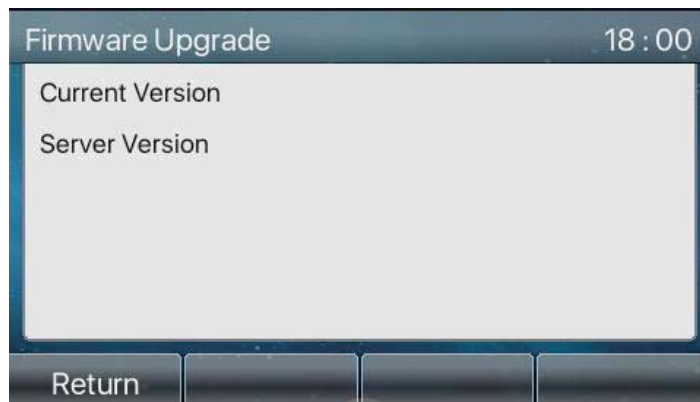 Firmware Upgrade 18 : 00
Current Version
Server Version
Return